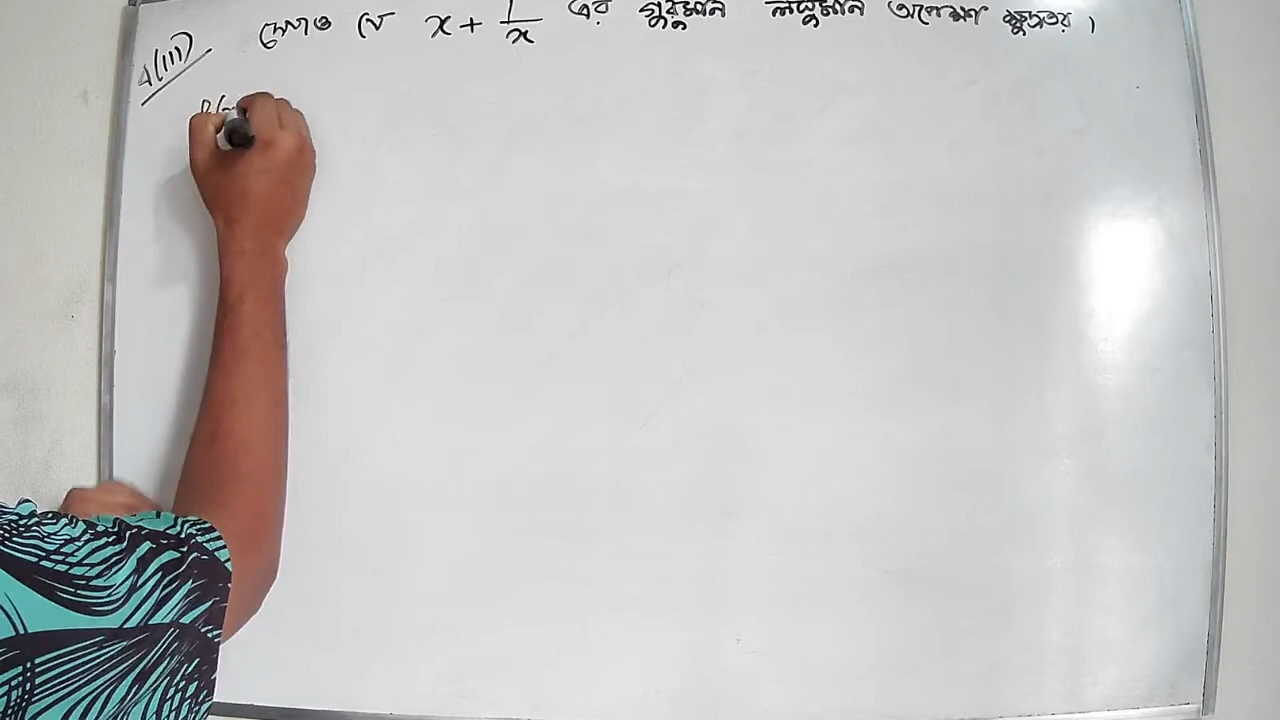 4(iii) দেখাও যে x + 1/x এর গুরুমান লঘুমান অপেক্ষা ক্ষুদ্রতর ।